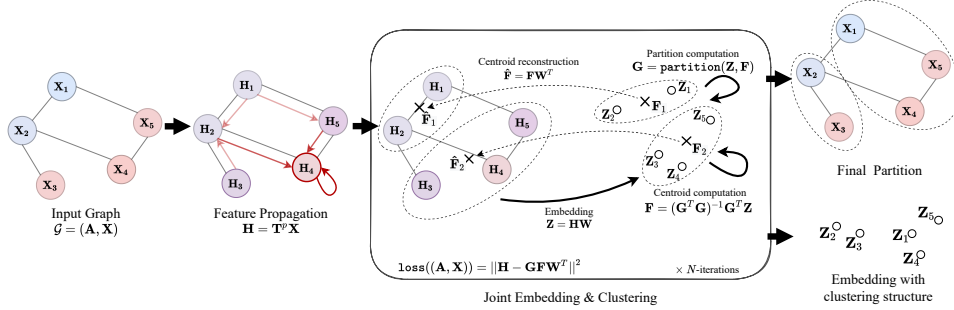 X₁
X₂
X₅
X₄
X₃
Input Graph
𝒢 = (A, X)
H₁
H₂
H₅
H₄
H₃
Feature Propagation
H = TᵖX
Centroid reconstruction
F̂ = FWᵀ
H₁
F̂₁
H₂
H₅
F̂₂
H₄
H₃
Partition computation
G = partition(Z, F)
Z₁
F₁
Z₂
Z₅
F₂
Z₃
Z₄
Centroid computation
F = (GᵀG)⁻¹GᵀZ
Embedding
Z = HW
loss((A, X)) = ||H − GFWᵀ||²
× N-iterations
Joint Embedding & Clustering
X₁
X₂
X₅
X₄
X₃
Final Partition
Z₅
Z₂
Z₃
Z₁
Z₄
Embedding with
clustering structure